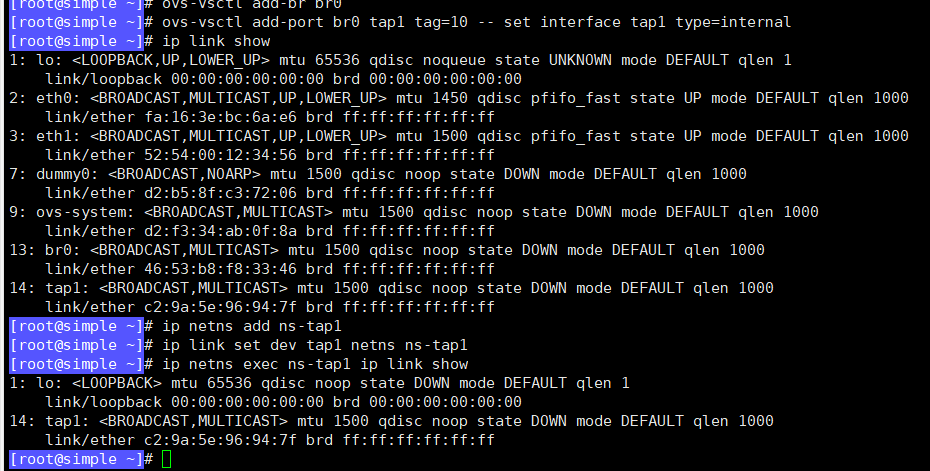 [root@simple ~]# ovs-vsctl add-br br0
[root@simple ~]# ovs-vsctl add-port br0 tap1 tag=10 -- set interface tap1 type=internal
[root@simple ~]# ip link show
1: lo: <LOOPBACK,UP,LOWER_UP> mtu 65536 qdisc noqueue state UNKNOWN mode DEFAULT qlen 1
    link/loopback 00:00:00:00:00:00 brd 00:00:00:00:00:00
2: eth0: <BROADCAST,MULTICAST,UP,LOWER_UP> mtu 1450 qdisc pfifo_fast state UP mode DEFAULT qlen 1000
    link/ether fa:16:3e:bc:6a:e6 brd ff:ff:ff:ff:ff:ff
3: eth1: <BROADCAST,MULTICAST,UP,LOWER_UP> mtu 1500 qdisc pfifo_fast state UP mode DEFAULT qlen 1000
    link/ether 52:54:00:12:34:56 brd ff:ff:ff:ff:ff:ff
7: dummy0: <BROADCAST,NOARP> mtu 1500 qdisc noop state DOWN mode DEFAULT qlen 1000
    link/ether d2:b5:8f:c3:72:06 brd ff:ff:ff:ff:ff:ff
9: ovs-system: <BROADCAST,MULTICAST> mtu 1500 qdisc noop state DOWN mode DEFAULT qlen 1000
    link/ether d2:f3:34:ab:0f:8a brd ff:ff:ff:ff:ff:ff
13: br0: <BROADCAST,MULTICAST> mtu 1500 qdisc noop state DOWN mode DEFAULT qlen 1000
    link/ether 46:53:b8:f8:33:46 brd ff:ff:ff:ff:ff:ff
14: tap1: <BROADCAST,MULTICAST> mtu 1500 qdisc noop state DOWN mode DEFAULT qlen 1000
    link/ether c2:9a:5e:96:94:7f brd ff:ff:ff:ff:ff:ff
[root@simple ~]# ip netns add ns-tap1
[root@simple ~]# ip link set dev tap1 netns ns-tap1
[root@simple ~]# ip netns exec ns-tap1 ip link show
1: lo: <LOOPBACK> mtu 65536 qdisc noop state DOWN mode DEFAULT qlen 1
    link/loopback 00:00:00:00:00:00 brd 00:00:00:00:00:00
14: tap1: <BROADCAST,MULTICAST> mtu 1500 qdisc noop state DOWN mode DEFAULT qlen 1000
    link/ether c2:9a:5e:96:94:7f brd ff:ff:ff:ff:ff:ff
[root@simple ~]#